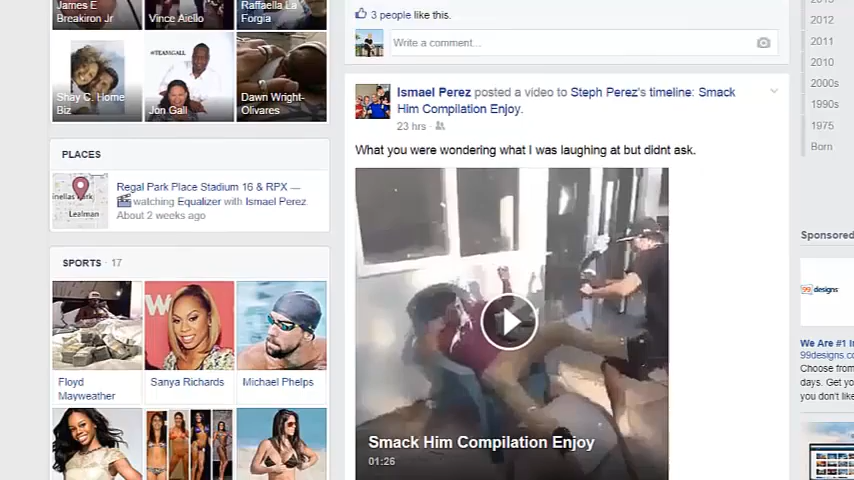 James E
Breakiron Jr
Vince Aiello
Raffaella La
Forgia
#TEAMGALL
Shay C. Home
Biz
Jon Gall
Dawn Wright-
Olivares
PLACES
Lealman
Regal Park Place Stadium 16 & RPX —
watching Equalizer with Ismael Perez
About 2 weeks ago
SPORTS · 17
Floyd
Mayweather
Sanya Richards
Michael Phelps
3 people like this.
Write a comment...
Ismael Perez posted a video to Steph Perez's timeline: Smack
Him Compilation Enjoy.
23 hrs ·
What you were wondering what I was laughing at but didnt ask.
Smack Him Compilation Enjoy
01:26
2012
2011
2010
2000s
1990s
1975
Born
Sponsored
99designs
We Are #1 I
99designs.c
Choose from
days. Get yo
you don't like